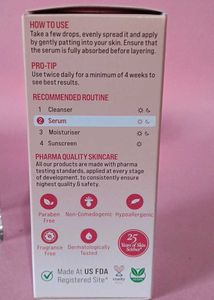 HOW TO USE
Take a few drops, evenly spread it and apply
by gently patting into your skin. Ensure that
the serum is fully absorbed before layering.
PRO-TIP
Use twice daily for a minimum of 4 weeks to
see best results.
RECOMMENDED ROUTINE
1 Cleanser
2 Serum
3 Moisturiser
4 Sunscreen
PHARMA QUALITY SKINCARE
All our products are made with pharma
testing standards, applied at every stage
of development, to consistently ensure
highest quality & safety.
Paraben Free
Non-Comedogenic
Hypoallergenic
Fragrance Free
Dermatologically Tested
25 Years of Skin Science
Made At US FDA
Registered Site*